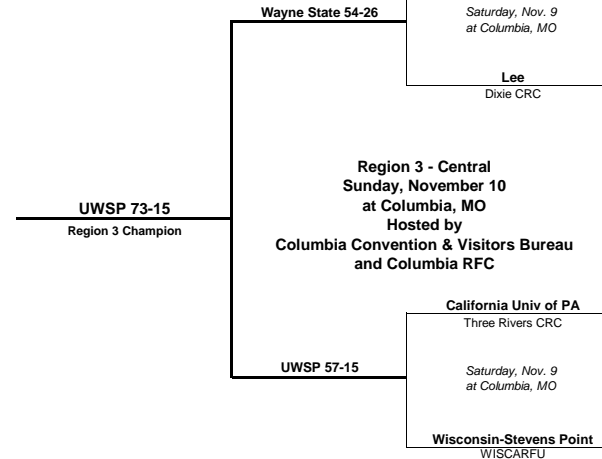 Wayne State 54-26
Saturday, Nov. 9
at Columbia, MO
Lee
Dixie CRC
Region 3 - Central
Sunday, November 10
at Columbia, MO
Hosted by
Columbia Convention & Visitors Bureau
and Columbia RFC
UWSP 73-15
Region 3 Champion
California Univ of PA
Three Rivers CRC
UWSP 57-15
Saturday, Nov. 9
at Columbia, MO
Wisconsin-Stevens Point
WISCARFU